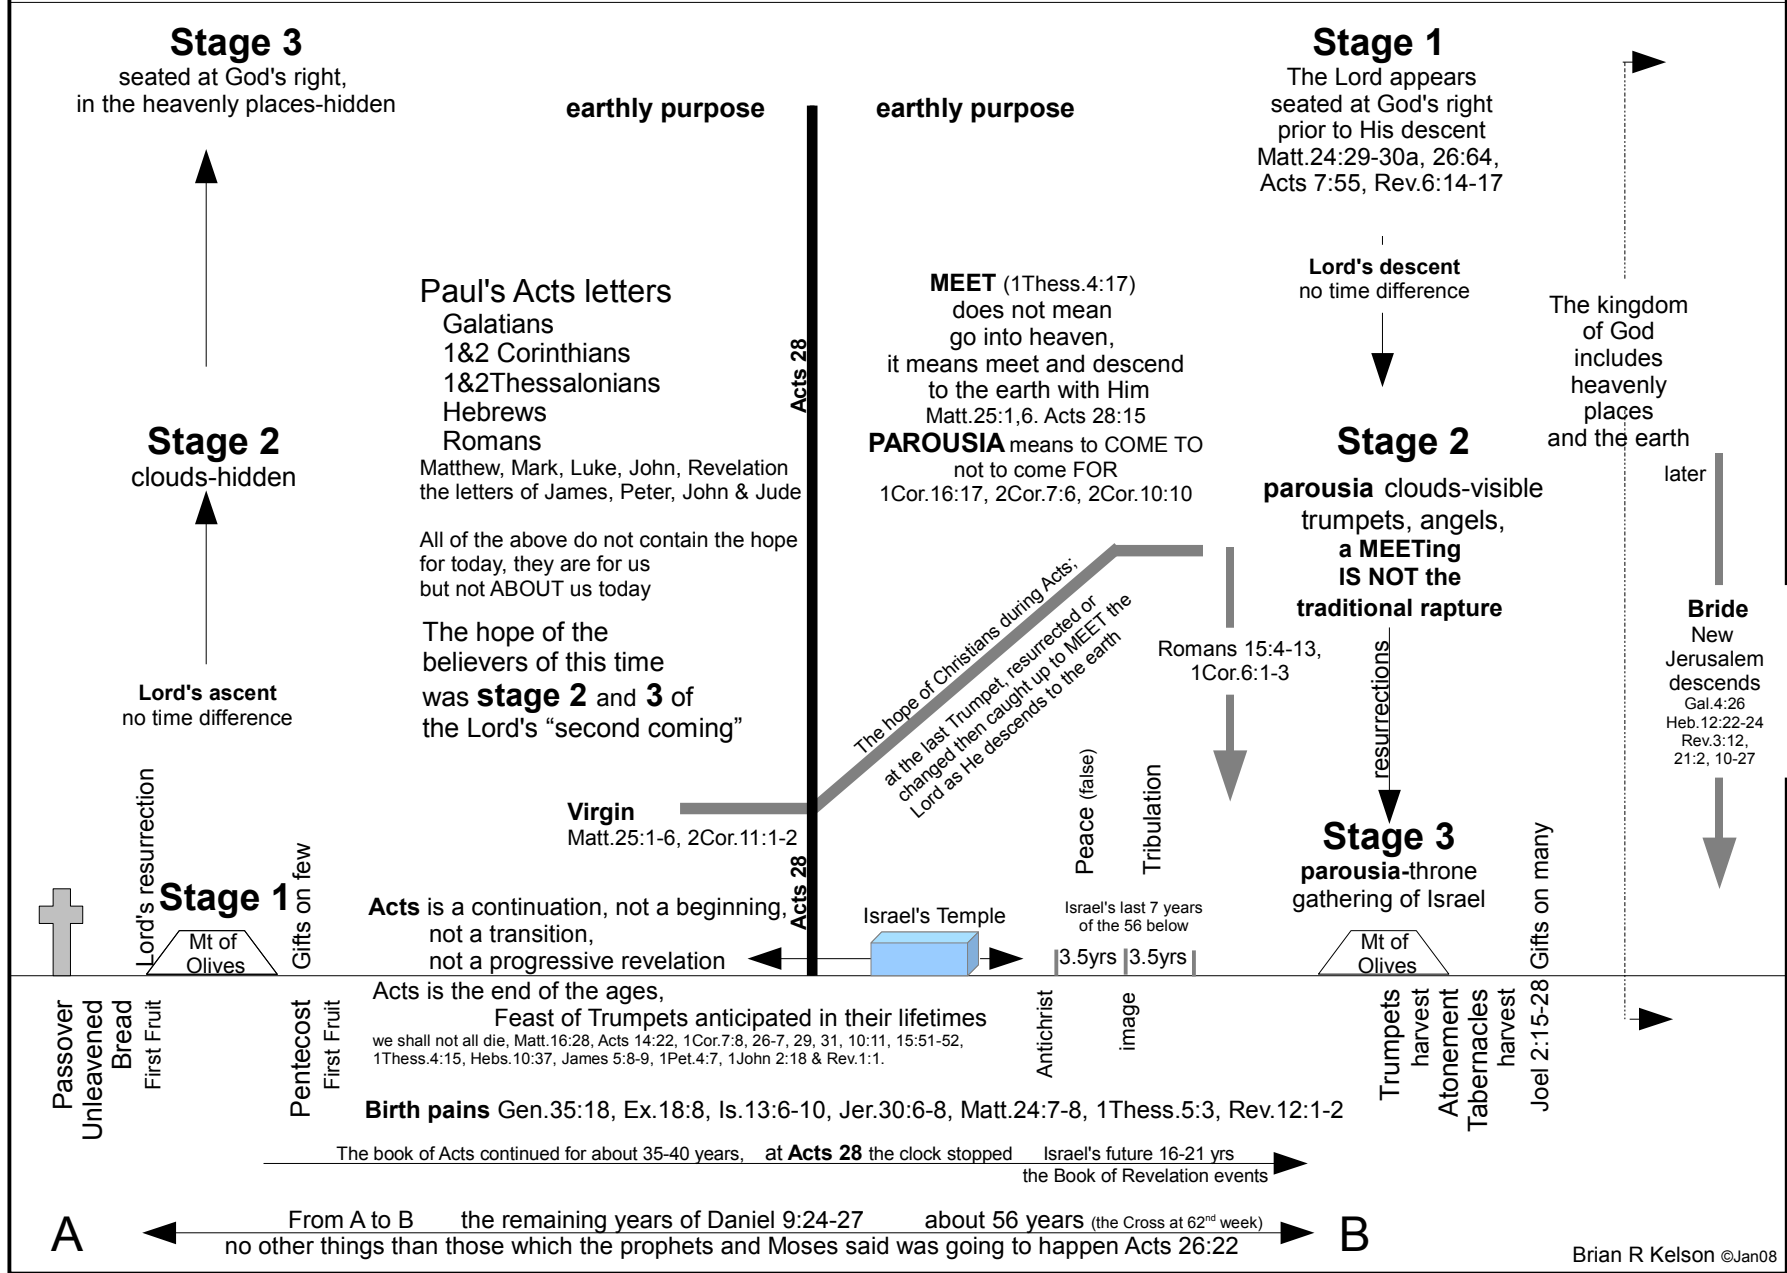 Stage 3
seated at God's right,
in the heavenly places-hidden
Stage 2
clouds-hidden
Lord's ascent
no time difference
Lord's resurrection
Stage 1
Mt of
Olives
Gifts on few
earthly purpose
earthly purpose
Paul's Acts letters
Galatians
1&2 Corinthians
1&2Thessalonians
Hebrews
Romans
Matthew, Mark, Luke, John, Revelation
the letters of James, Peter, John & Jude
All of the above do not contain the hope
for today, they are for us
but not ABOUT us today
The hope of the
believers of this time
was stage 2 and 3 of
the Lord's “second coming”
Virgin
Matt.25:1-6, 2Cor.11:1-2
Acts 28
Acts 28
Acts is a continuation, not a beginning,
not a transition,
not a progressive revelation
MEET (1Thess.4:17)
does not mean
go into heaven,
it means meet and descend
to the earth with Him
Matt.25:1,6. Acts 28:15
PAROUSIA means to COME TO
not to come FOR
1Cor.16:17, 2Cor.7:6, 2Cor.10:10
The hope of Christians during Acts;
at the last Trumpet, resurrected or
changed then caught up to MEET the
Lord as He descends to the earth
Romans 15:4-13,
1Cor.6:1-3
Peace (false)
Tribulation
Israel's Temple
Israel's last 7 years
of the 56 below
3.5yrs
3.5yrs
Stage 1
The Lord appears
seated at God's right
prior to His descent
Matt.24:29-30a, 26:64,
Acts 7:55, Rev.6:14-17
Lord's descent
no time difference
Stage 2
parousia clouds-visible
trumpets, angels,
a MEETing
IS NOT the
traditional rapture
resurrections
Stage 3
parousia-throne
gathering of Israel
Mt of
Olives
The kingdom
of God
includes
heavenly
places
and the earth
later
Bride
New
Jerusalem
descends
Gal.4:26
Heb.12:22-24
Rev.3:12,
21:2, 10-27
Passover
Unleavened
Bread
First Fruit
Pentecost
First Fruit
Acts is the end of the ages,
Feast of Trumpets anticipated in their lifetimes
we shall not all die, Matt.16:28, Acts 14:22, 1Cor.7:8, 26-7, 29, 31, 10:11, 15:51-52,
1Thess.4:15, Hebs.10:37, James 5:8-9, 1Pet.4:7, 1John 2:18 & Rev.1:1.
Antichrist
image
Trumpets
harvest
Atonement
Tabernacles
harvest
Joel 2:15-28 Gifts on many
Birth pains Gen.35:18, Ex.18:8, Is.13:6-10, Jer.30:6-8, Matt.24:7-8, 1Thess.5:3, Rev.12:1-2
The book of Acts continued for about 35-40 years, at Acts 28 the clock stopped Israel's future 16-21 yrs
the Book of Revelation events
A
From A to B the remaining years of Daniel 9:24-27 about 56 years (the Cross at 62nd week)
B
no other things than those which the prophets and Moses said was going to happen Acts 26:22
Brian R Kelson ©Jan08